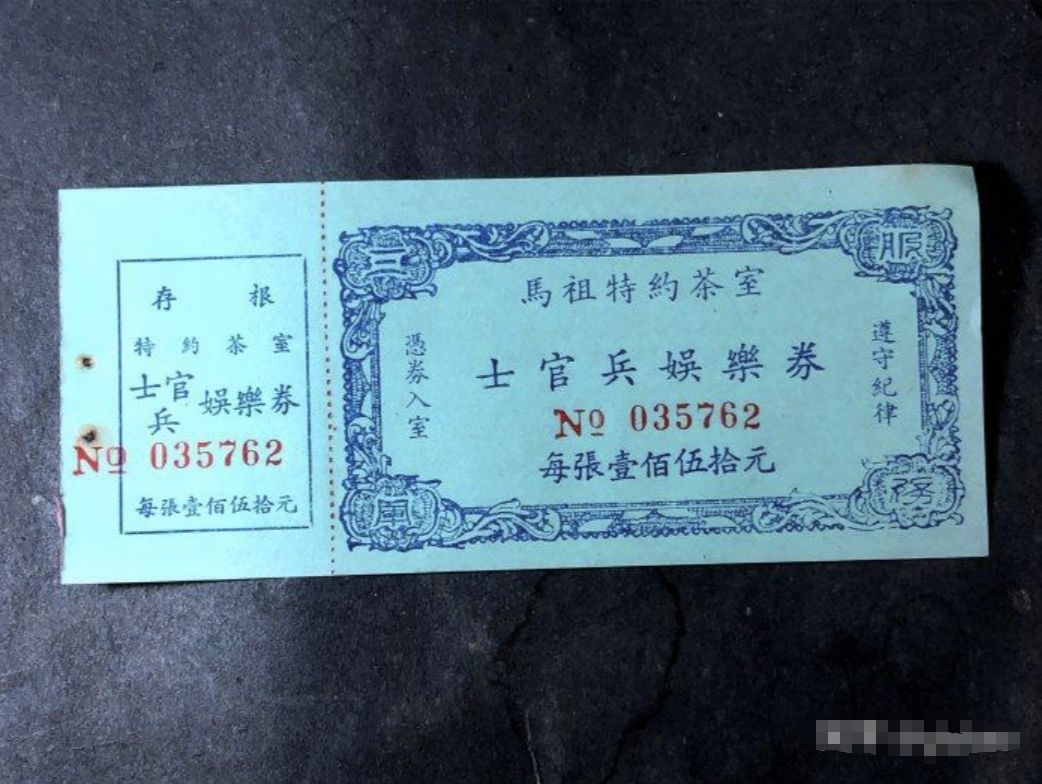 存根
特約茶室
士官兵娛樂券
No 035762
每張壹佰伍拾元
三
服
馬祖特約茶室
憑券入室
遵守紀律
士官兵娛樂券
No 035762
每張壹佰伍拾元
務